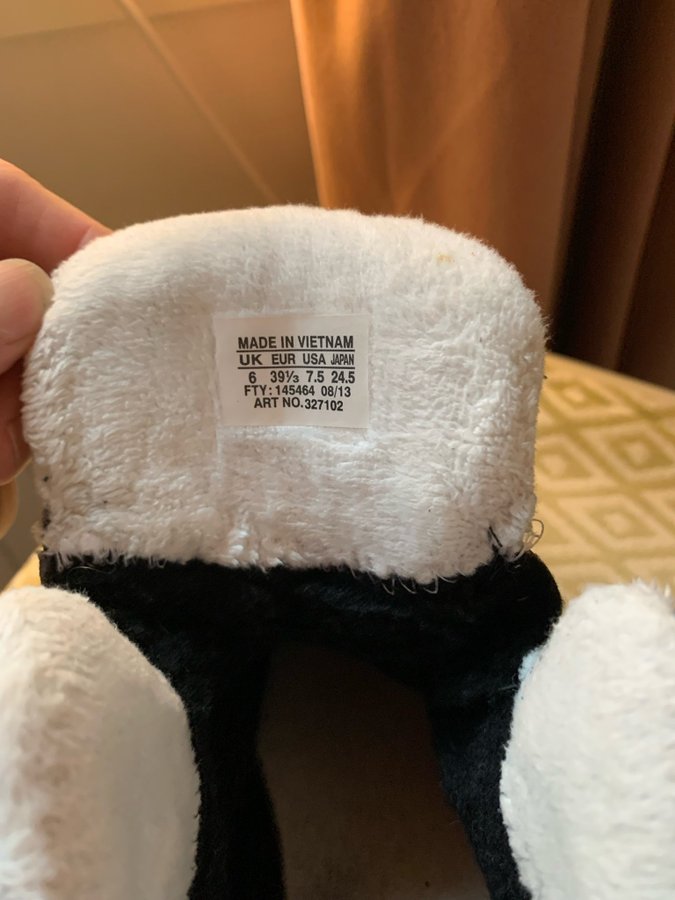 MADE IN VIETNAM
UK EUR USA JAPAN
6 39⅓ 7.5 24.5
FTY: 145464 08/13
ART NO. 327102